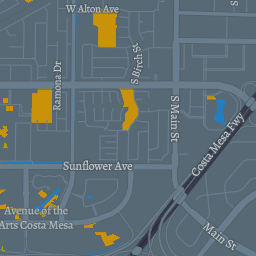 W Alton Ave
S Birch St
Ramona Dr
S Main St
Costa Mesa Fwy
Sunflower Ave
Avenue of the
Arts Costa Mesa
Main St